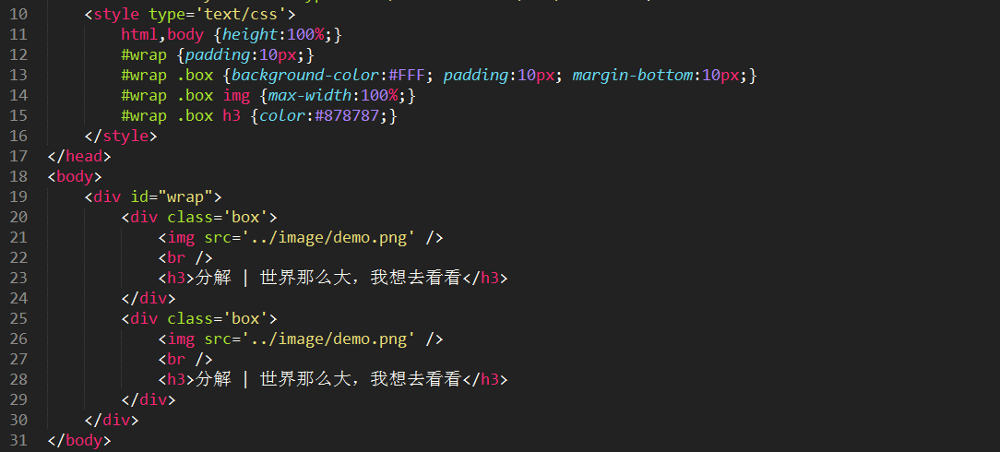 10 <style type='text/css'>
11 html,body {height:100%;}
12 #wrap {padding:10px;}
13 #wrap .box {background-color:#FFF; padding:10px; margin-bottom:10px;}
14 #wrap .box img {max-width:100%;}
15 #wrap .box h3 {color:#878787;}
16 </style>
17 </head>
18 <body>
19 <div id="wrap">
20 <div class='box'>
21 <img src='../image/demo.png' />
22 <br />
23 <h3>分解 | 世界那么大，我想去看看</h3>
24 </div>
25 <div class='box'>
26 <img src='../image/demo.png' />
27 <br />
28 <h3>分解 | 世界那么大，我想去看看</h3>
29 </div>
30 </div>
31 </body>